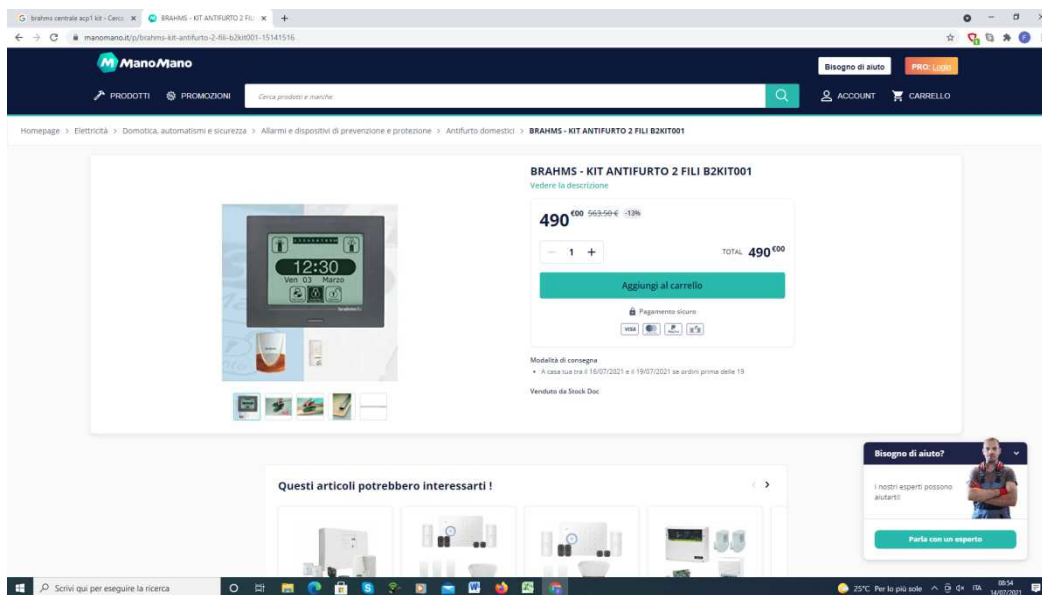 brahms centrale acp1 kit - Cerca
BRAHMS - KIT ANTIFURTO 2 FILI
manomano.it/p/brahms-kit-antifurto-2-fili-b2kit001-15141516
ManoMano
Bisogno di aiuto
PRO: Login
PRODOTTI
PROMOZIONI
Cerca prodotti e marche
ACCOUNT
CARRELLO
Homepage > Elettricità > Domotica, automatismi e sicurezza > Allarmi e dispositivi di prevenzione e protezione > Antifurto domestici > BRAHMS - KIT ANTIFURTO 2 FILI B2KIT001
BRAHMS - KIT ANTIFURTO 2 FILI B2KIT001
Vedere la descrizione
490 €00 563.50 € -13%
- 1 + TOTAL 490 €00
Aggiungi al carrello
Pagamento sicuro
VISA
12:30
Ven 03 Marzo
Modalità di consegna
A casa tua tra il 16/07/2021 e il 19/07/2021 se ordini prima delle 19
Venduto da Stock Doc
Questi articoli potrebbero interessarti !
Bisogno di aiuto?
I nostri esperti possono
aiutarti!
Parla con un esperto
Scrivi qui per eseguire la ricerca
25°C Per lo più sole
ITA
08:54
14/07/2021